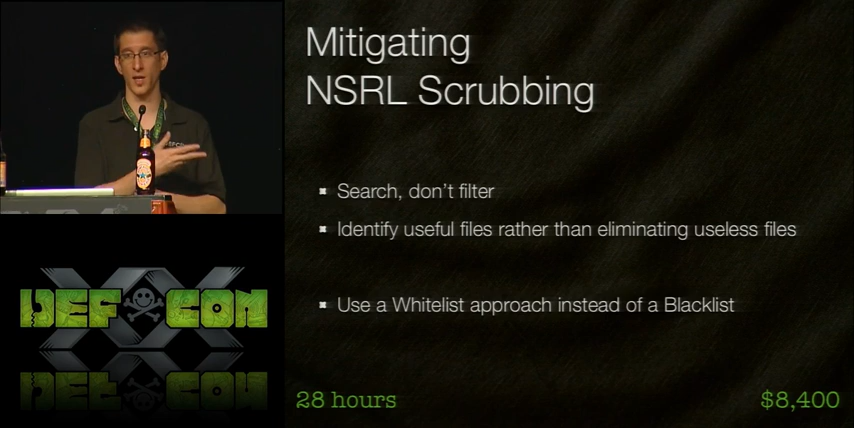 Mitigating
NSRL Scrubbing
Search, don't filter
Identify useful files rather than eliminating useless files
Use a Whitelist approach instead of a Blacklist
28 hours
$8,400
XX
DEF CON